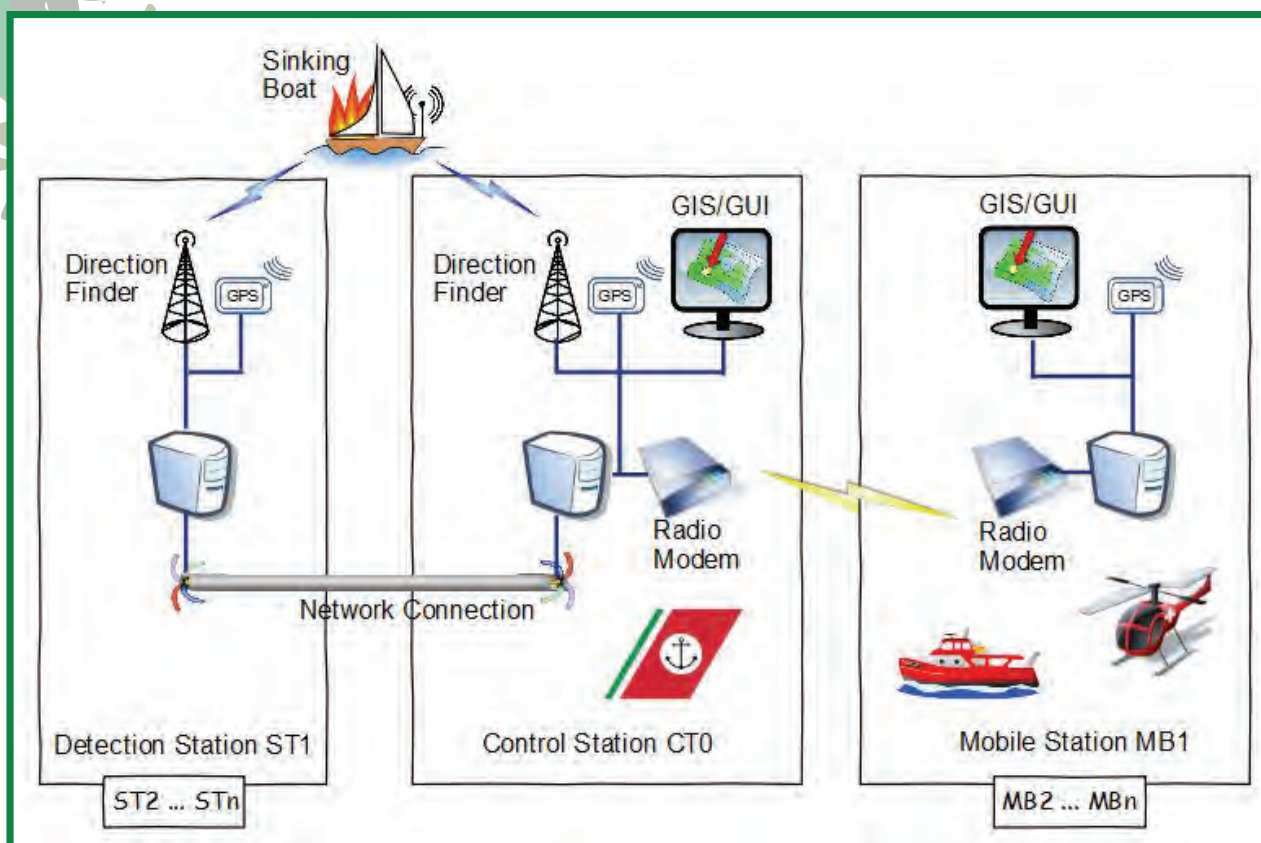 Sinking
Boat
Direction
Finder
GPS
Direction
Finder
GPS
GIS/GUI
GIS/GUI
GPS
Radio
Modem
Radio
Modem
Network Connection
Detection Station ST1
Control Station CT0
Mobile Station MB1
ST2 ... STn
MB2 ... MBn